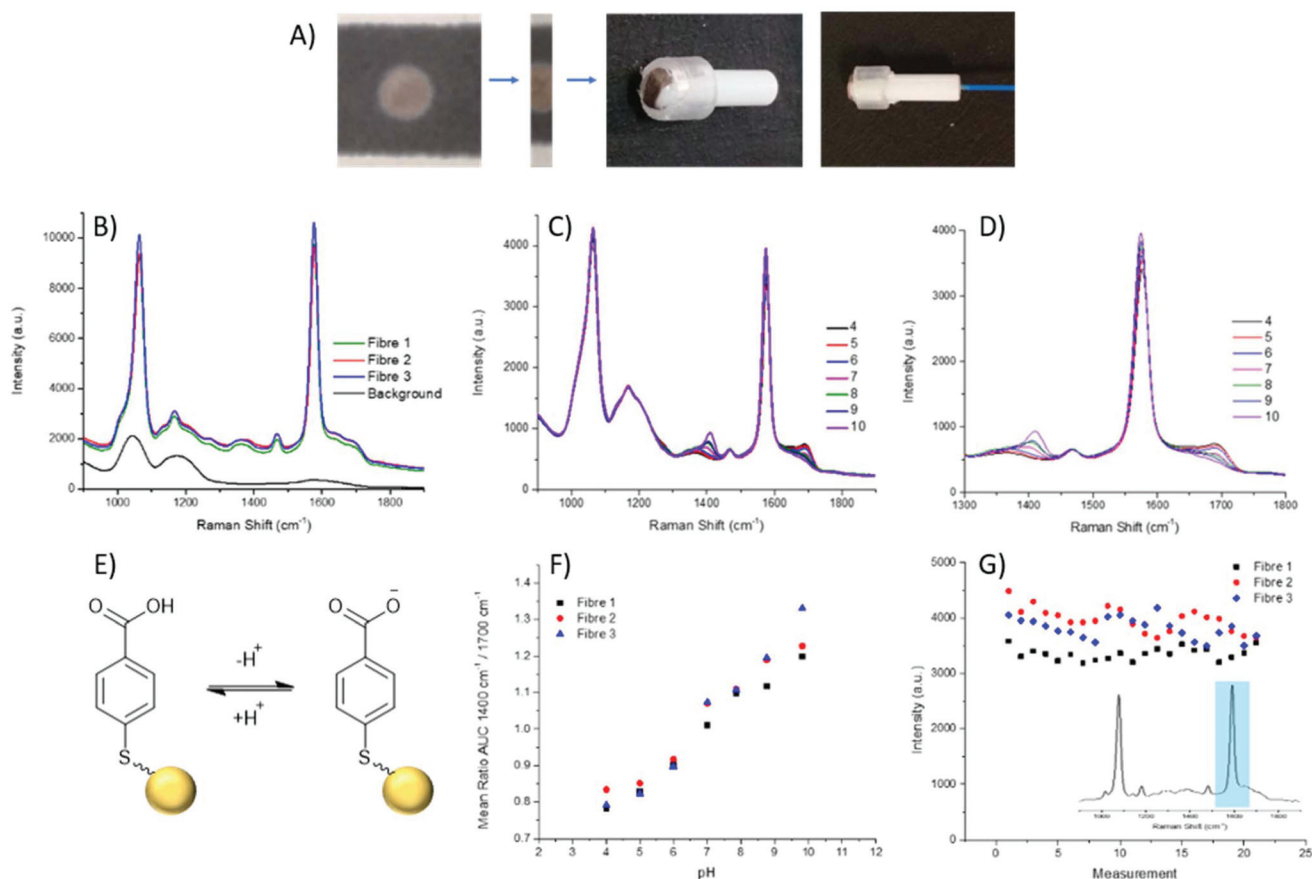 A)
B)
10000
8000
6000
4000
2000
0
Intensity (a.u.)
Fibre 1
Fibre 2
Fibre 3
Background
1000 1200 1400 1600 1800
Raman Shift (cm⁻¹)
C)
4000
3000
2000
1000
0
Intensity (a.u.)
4
5
6
7
8
9
10
1000 1200 1400 1600 1800
Raman Shift (cm⁻¹)
D)
4000
3000
2000
1000
0
Intensity (a.u.)
4
5
6
7
8
9
10
1300 1400 1500 1600 1700 1800
Raman Shift (cm⁻¹)
E)
O OH
S
-H⁺
+H⁺
O O⁻
S
F)
1.4
1.3
1.2
1.1
1.0
0.9
0.8
0.7
Mean Ratio AUC 1400 cm⁻¹ / 1700 cm⁻¹
Fibre 1
Fibre 2
Fibre 3
2 3 4 5 6 7 8 9 10 11 12
pH
G)
5000
4000
3000
2000
1000
0
Intensity (a.u.)
Fibre 1
Fibre 2
Fibre 3
1000 1200 1400 1600 1800
Raman Shift (cm⁻¹)
0 5 10 15 20 25
Measurement